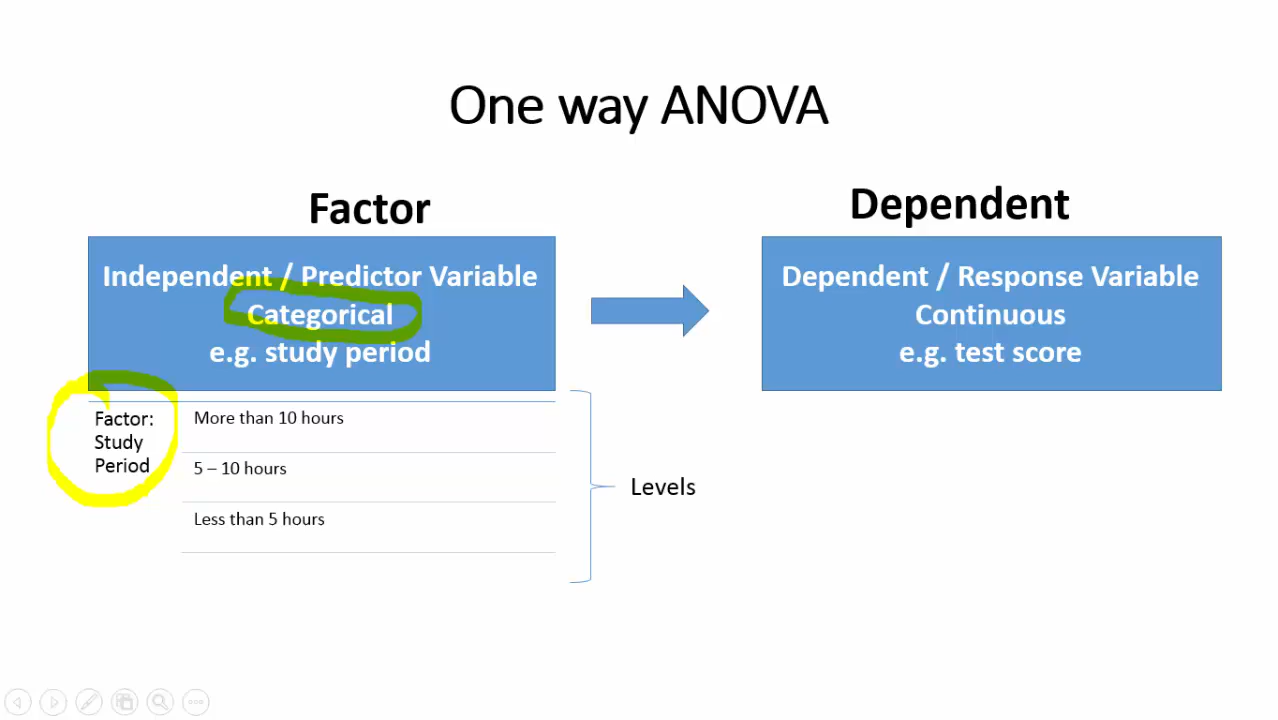 One way ANOVA
Factor
Independent / Predictor Variable
Categorical
e.g. study period
Dependent
Dependent / Response Variable
Continuous
e.g. test score
Factor:
Study
Period
More than 10 hours
5 – 10 hours
Less than 5 hours
Levels